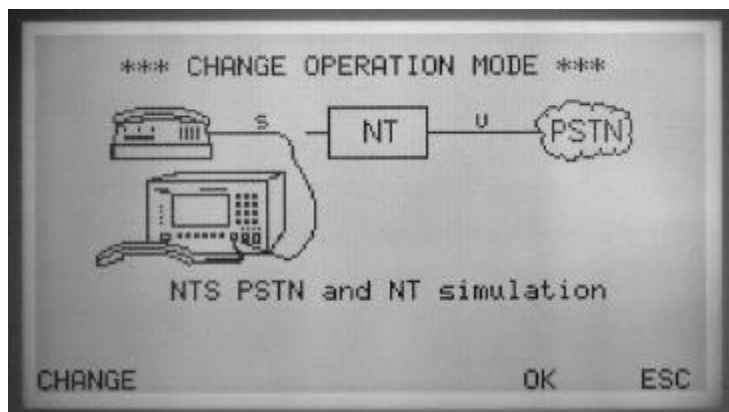 *** CHANGE OPERATION MODE ***
S NT U PSTN
NTS PSTN and NT simulation
CHANGE OK ESC